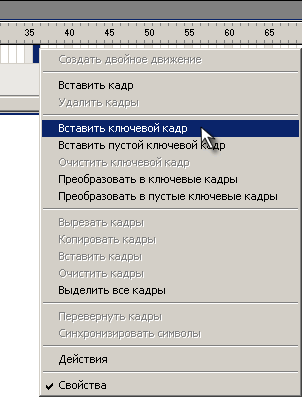 35 40 45 50 55 60 65
Создать двойное движение
Вставить кадр
Удалить кадры
Вставить ключевой кадр
Вставить пустой ключевой кадр
Очистить ключевой кадр
Преобразовать в ключевые кадры
Преобразовать в пустые ключевые кадры
Вырезать кадры
Копировать кадры
Вставить кадры
Очистить кадры
Выделить все кадры
Перевернуть кадры
Синхронизировать символы
Действия
Свойства